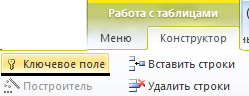 Работа с таблицами
Меню Конструктор
Ключевое поле Вставить строки
Построитель Удалить строки